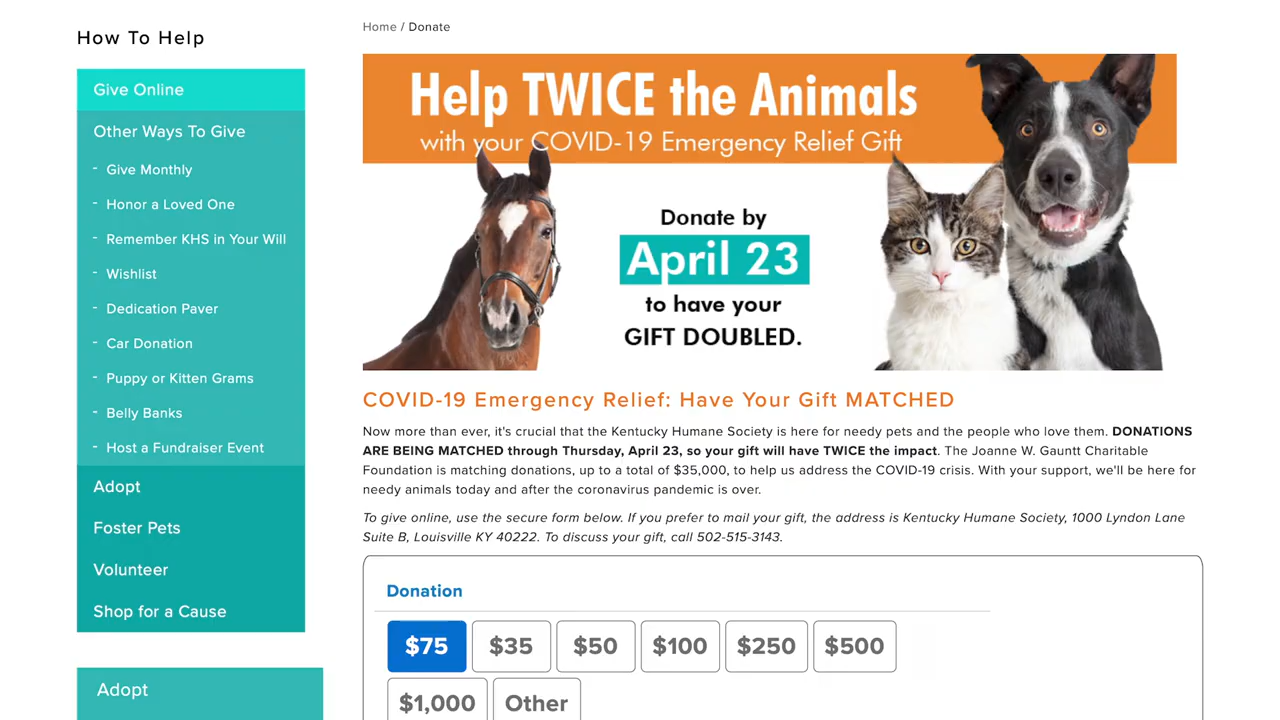 How To Help
Give Online
Other Ways To Give
- Give Monthly
- Honor a Loved One
- Remember KHS in Your Will
- Wishlist
- Dedication Paver
- Car Donation
- Puppy or Kitten Grams
- Belly Banks
- Host a Fundraiser Event
Adopt
Foster Pets
Volunteer
Shop for a Cause
Adopt
Home / Donate
Help TWICE the Animals
with your COVID-19 Emergency Relief Gift
Donate by
April 23
to have your
GIFT DOUBLED.
COVID-19 Emergency Relief: Have Your Gift MATCHED
Now more than ever, it's crucial that the Kentucky Humane Society is here for needy pets and the people who love them. DONATIONS
ARE BEING MATCHED through Thursday, April 23, so your gift will have TWICE the impact. The Joanne W. Gauntt Charitable
Foundation is matching donations, up to a total of $35,000, to help us address the COVID-19 crisis. With your support, we'll be here for
needy animals today and after the coronavirus pandemic is over.
To give online, use the secure form below. If you prefer to mail your gift, the address is Kentucky Humane Society, 1000 Lyndon Lane
Suite B, Louisville KY 40222. To discuss your gift, call 502-515-3143.
Donation
$75 $35 $50 $100 $250 $500
$1,000 Other